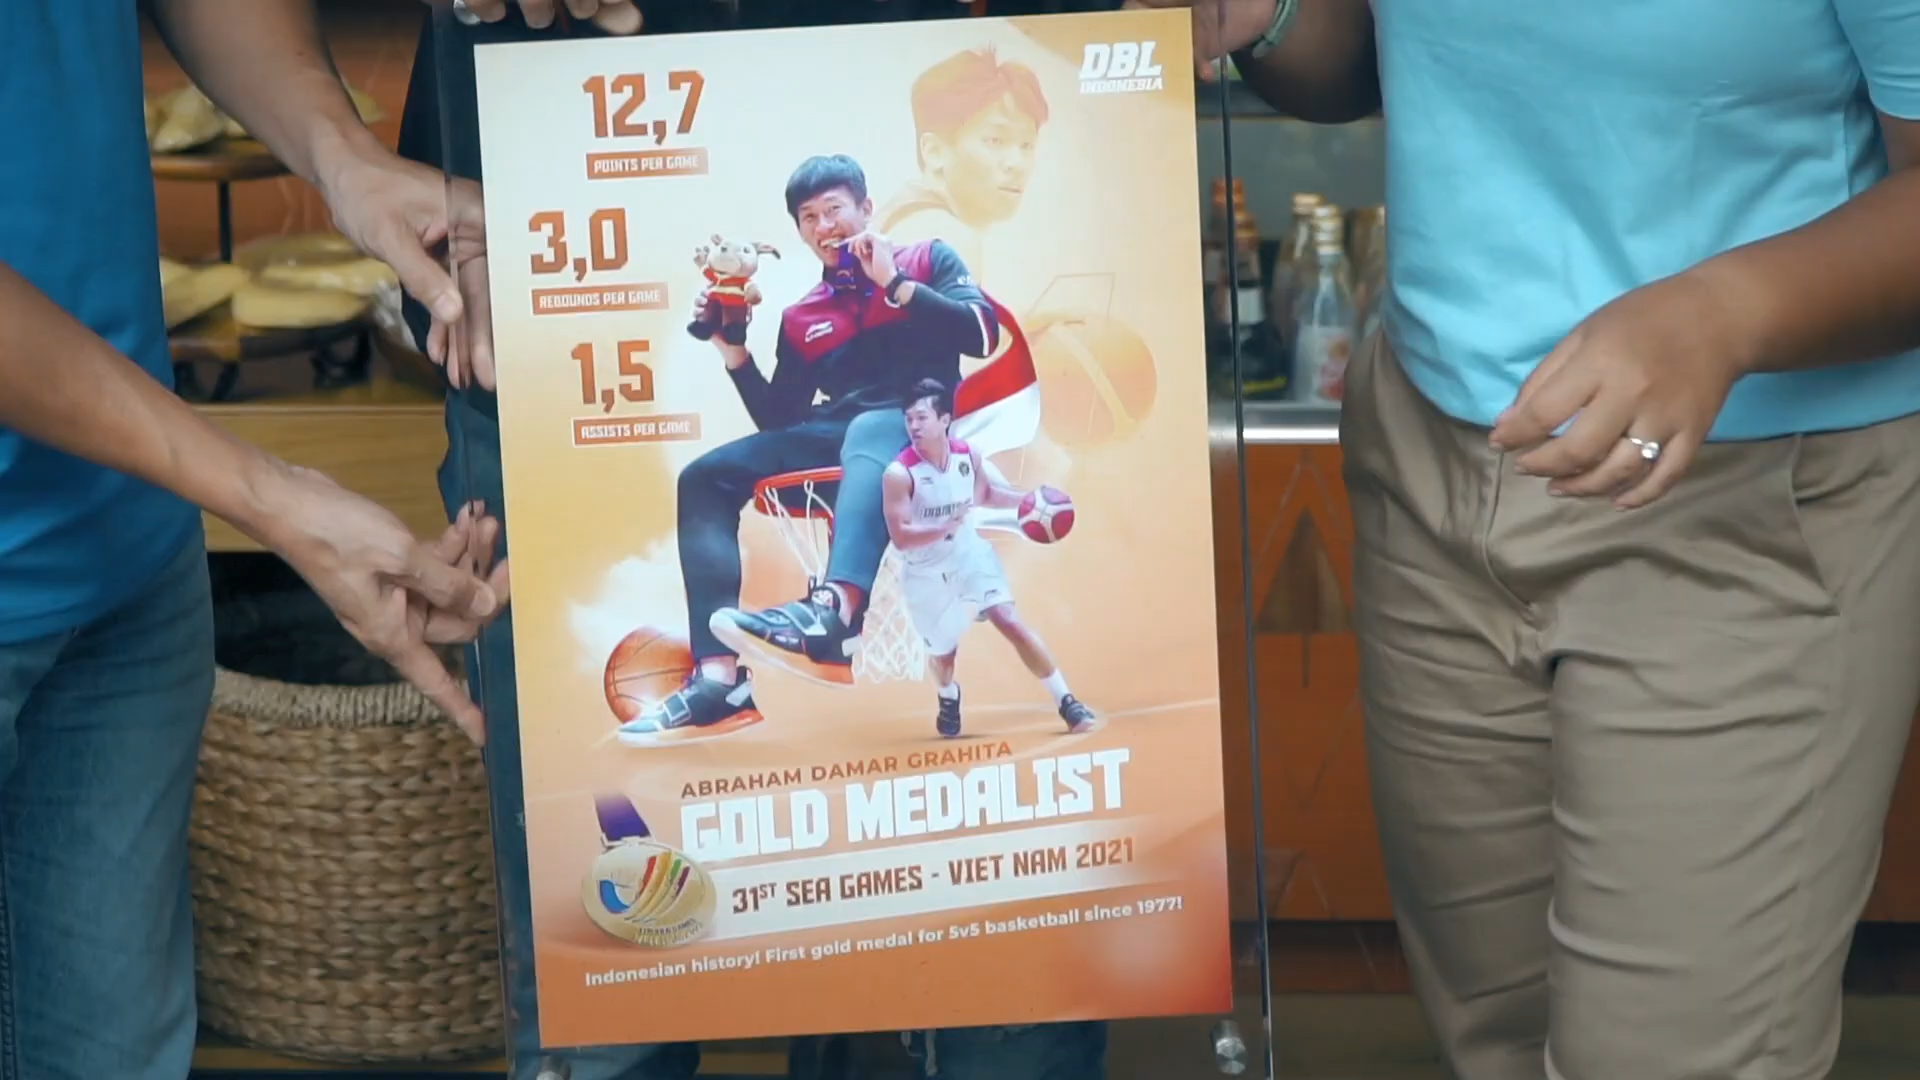 DBL
INDONESIA
12,7
POINTS PER GAME
3,0
REBOUNDS PER GAME
1,5
ASSISTS PER GAME
ABRAHAM DAMAR GRAHITA
GOLD MEDALIST
31ST SEA GAMES - VIET NAM 2021
Indonesian history! First gold medal for 5v5 basketball since 1977!